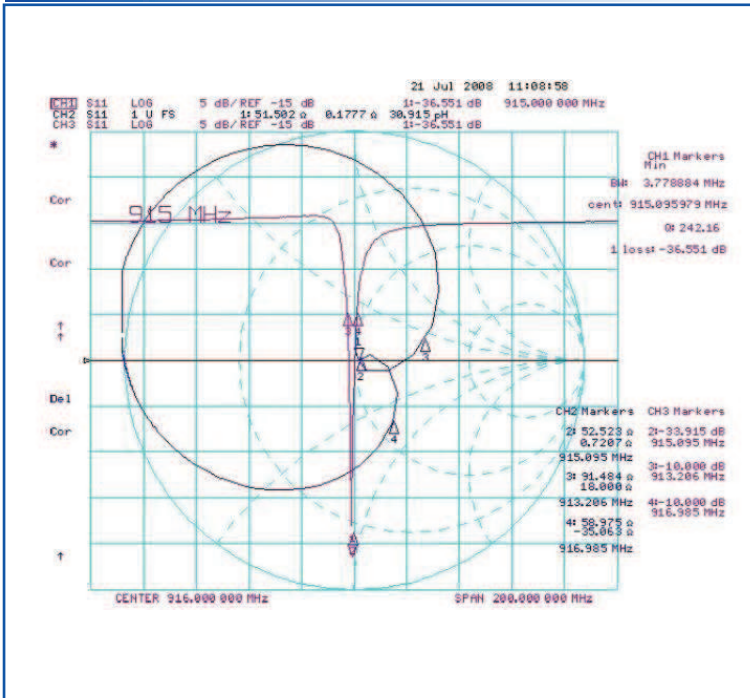 21 Jul 2008 11:08:58
CH1 S11 LOG 5 dB/REF -15 dB 1:-36.551 dB 915.000 000 MHz
CH2 S11 1 U FS 1:51.502 Ω 0.1777 Ω 30.915 pH
CH3 S11 LOG 5 dB/REF -15 dB 1:-36.551 dB
*
CH1 Markers
Min
BW: 3.778884 MHz
cent: 915.095979 MHz
Q: 242.16
1 loss: -36.551 dB
Cor
915 MHz
Cor
↑
↑
1
2
3
4
Del
Cor
↑
CH2 Markers
2: 52.523 Ω
0.7207 Ω
915.095 MHz
3: 91.484 Ω
18.000 Ω
913.206 MHz
4: 58.975 Ω
-35.063 Ω
916.985 MHz
CH3 Markers
2:-33.915 dB
915.095 MHz
3:-10.000 dB
913.206 MHz
4:-10.000 dB
916.985 MHz
CENTER 916.000 000 MHz SPAN 200.000 000 MHz